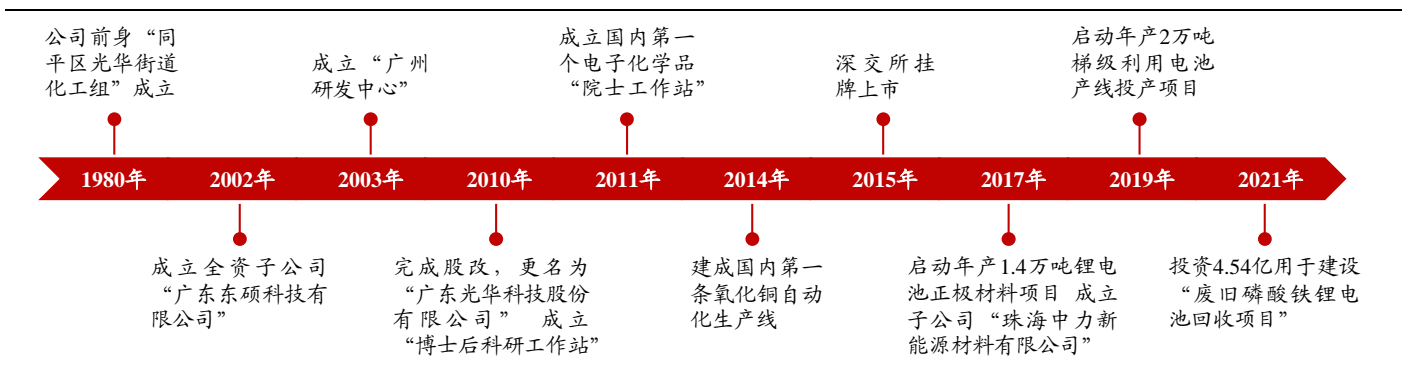 公司前身“同
平区光华街道
化工组”成立
成立“广州
研发中心”
成立国内第一
个电子化学品
“院士工作站”
深交所挂
牌上市
启动年产2万吨
梯级利用电池
产线投产项目
1980年
2002年
2003年
2010年
2011年
2014年
2015年
2017年
2019年
2021年
成立全资子公司
“广东东硕科技有
限公司”
完成股改，更名为
“广东光华科技股份
有限公司” 成立
“博士后科研工作站”
建成国内第一
条氧化铜自动
化生产线
启动年产1.4万吨锂电
池正极材料项目 成立
子公司“珠海中力新
能源材料有限公司”
投资4.54亿用于建设
“废旧磷酸铁锂电
池回收项目”